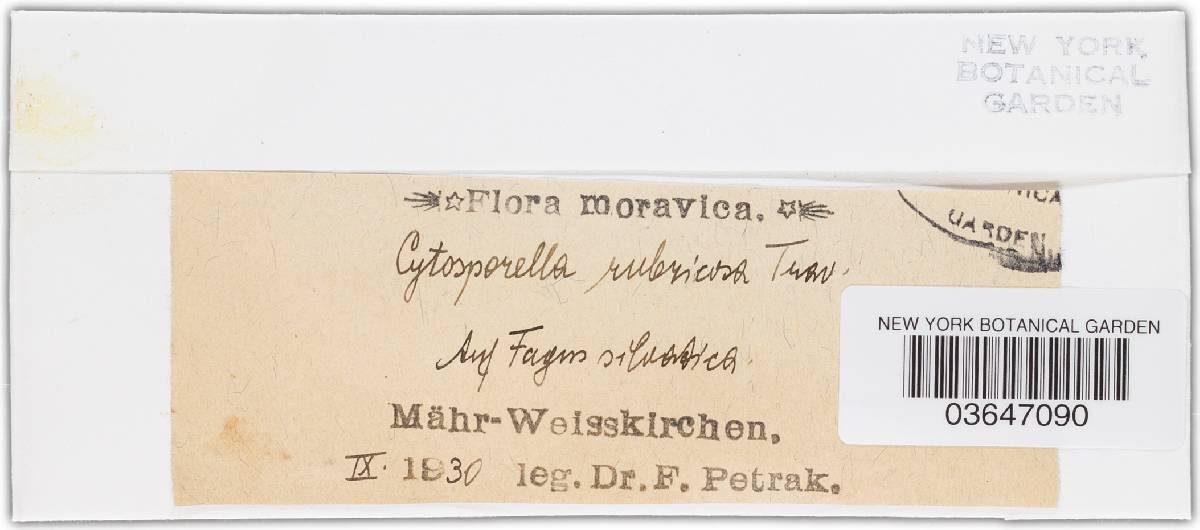 NEW YORK
BOTANICAL
GARDEN
Flora moravica.
GARDEN
Cytosporella rubricosa Trav.
NEW YORK BOTANICAL GARDEN
Auf Fagus silvatica.
03647090
Mähr-Weisskirchen.
IX. 1930 leg. Dr. F. Petrak.